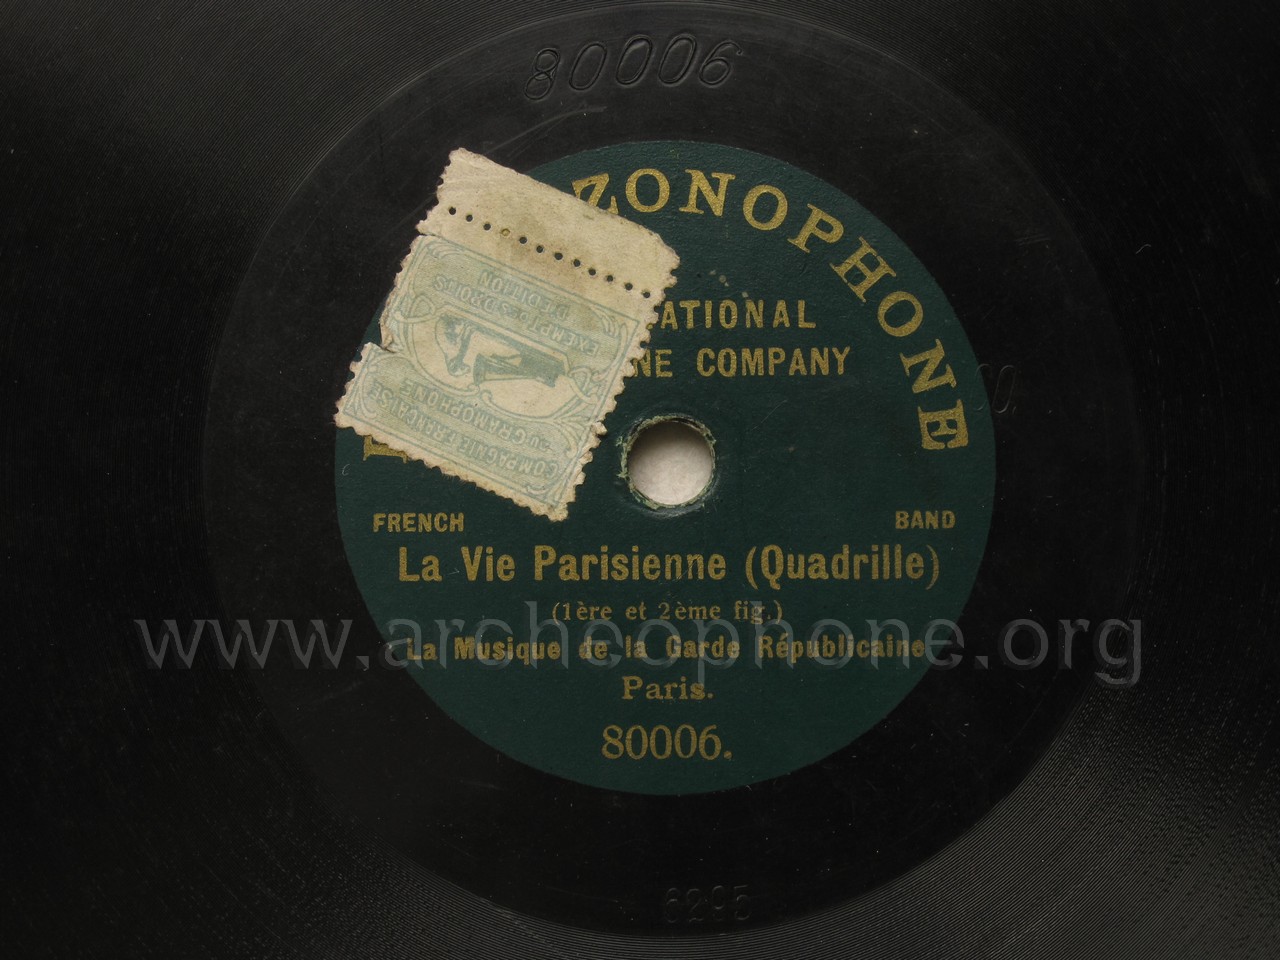 80006
ZONOPHONE
ATIONAL
NE COMPANY
EXEMPT DES DROITS
D'EDITION
COMPAGNIE FRANÇAISE
DU GRAMOPHONE
FRENCH BAND
La Vie Parisienne (Quadrille)
(1ère et 2ème fig.)
www.archeophone.org
La Musique de la Garde Républicaine
Paris.
80006.
6295